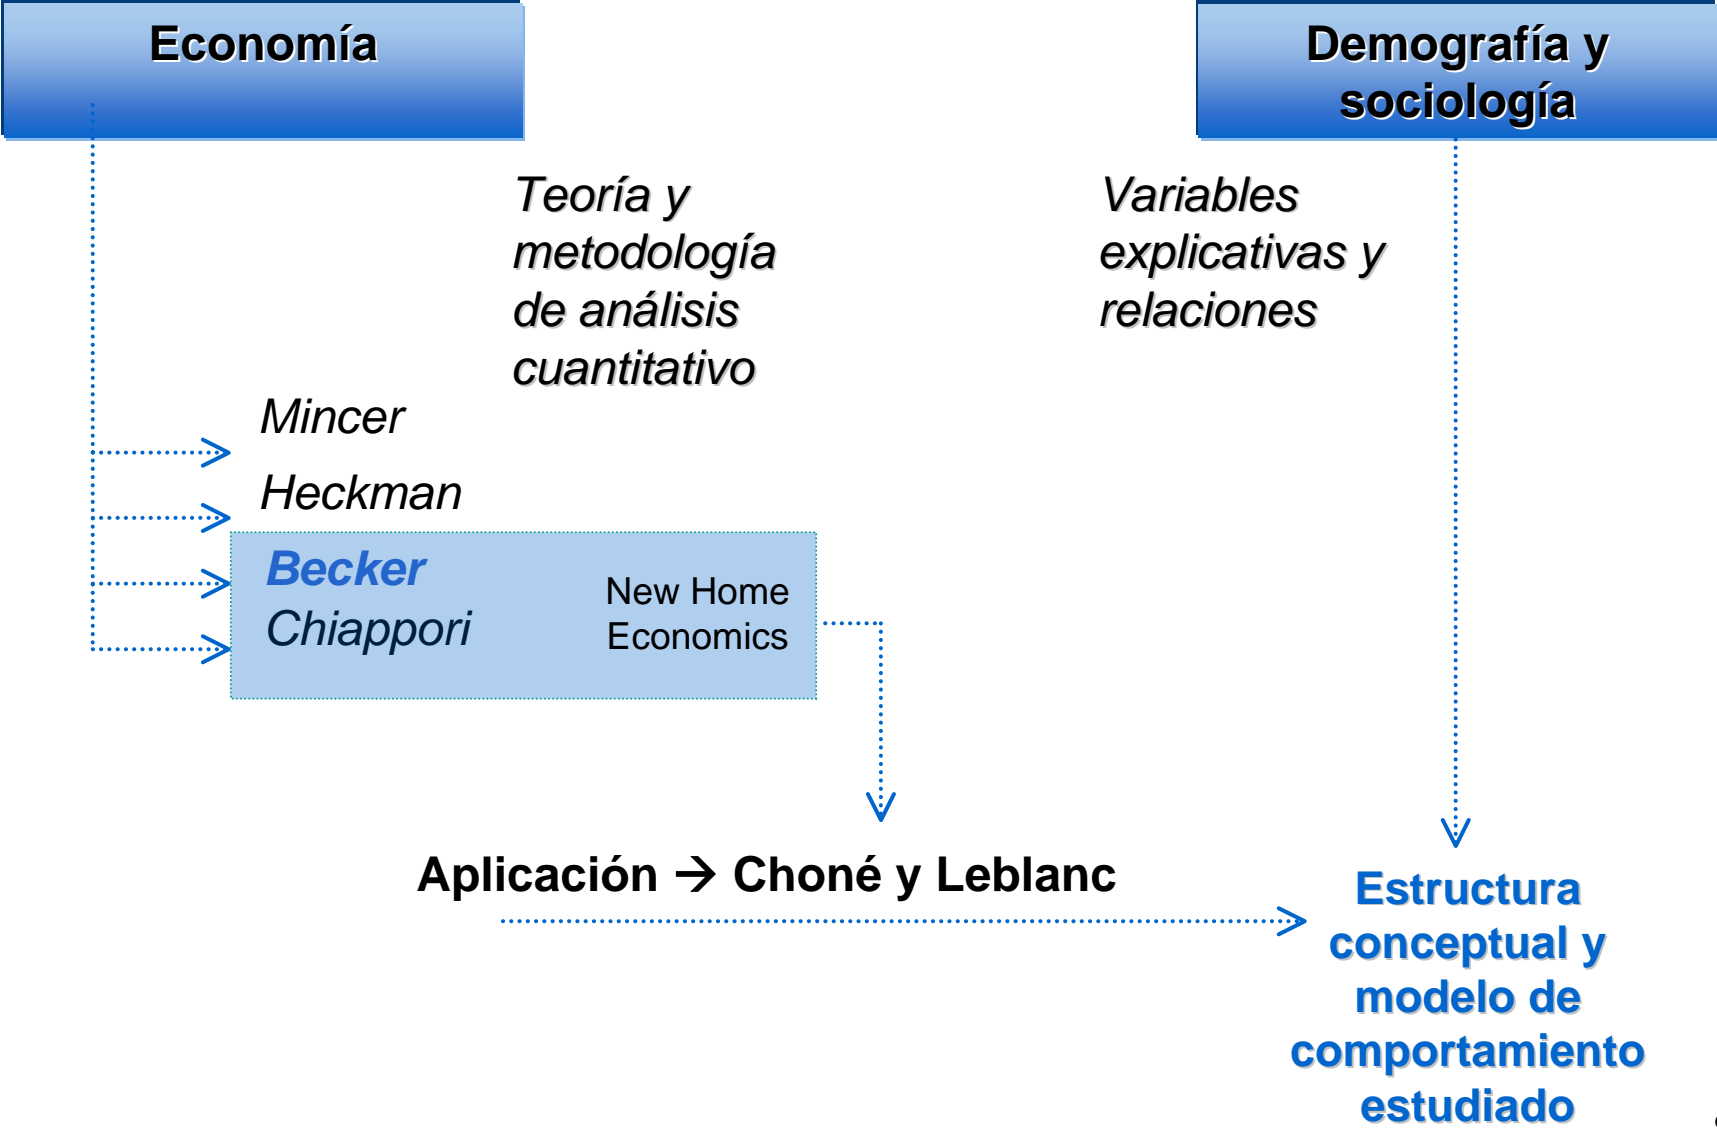 Economía
Demografía y
sociología
Teoría y
metodología
de análisis
cuantitativo
Variables
explicativas y
relaciones
Mincer
Heckman
Becker
Chiappori
New Home
Economics
Aplicación → Choné y Leblanc
Estructura
conceptual y
modelo de
comportamiento
estudiado